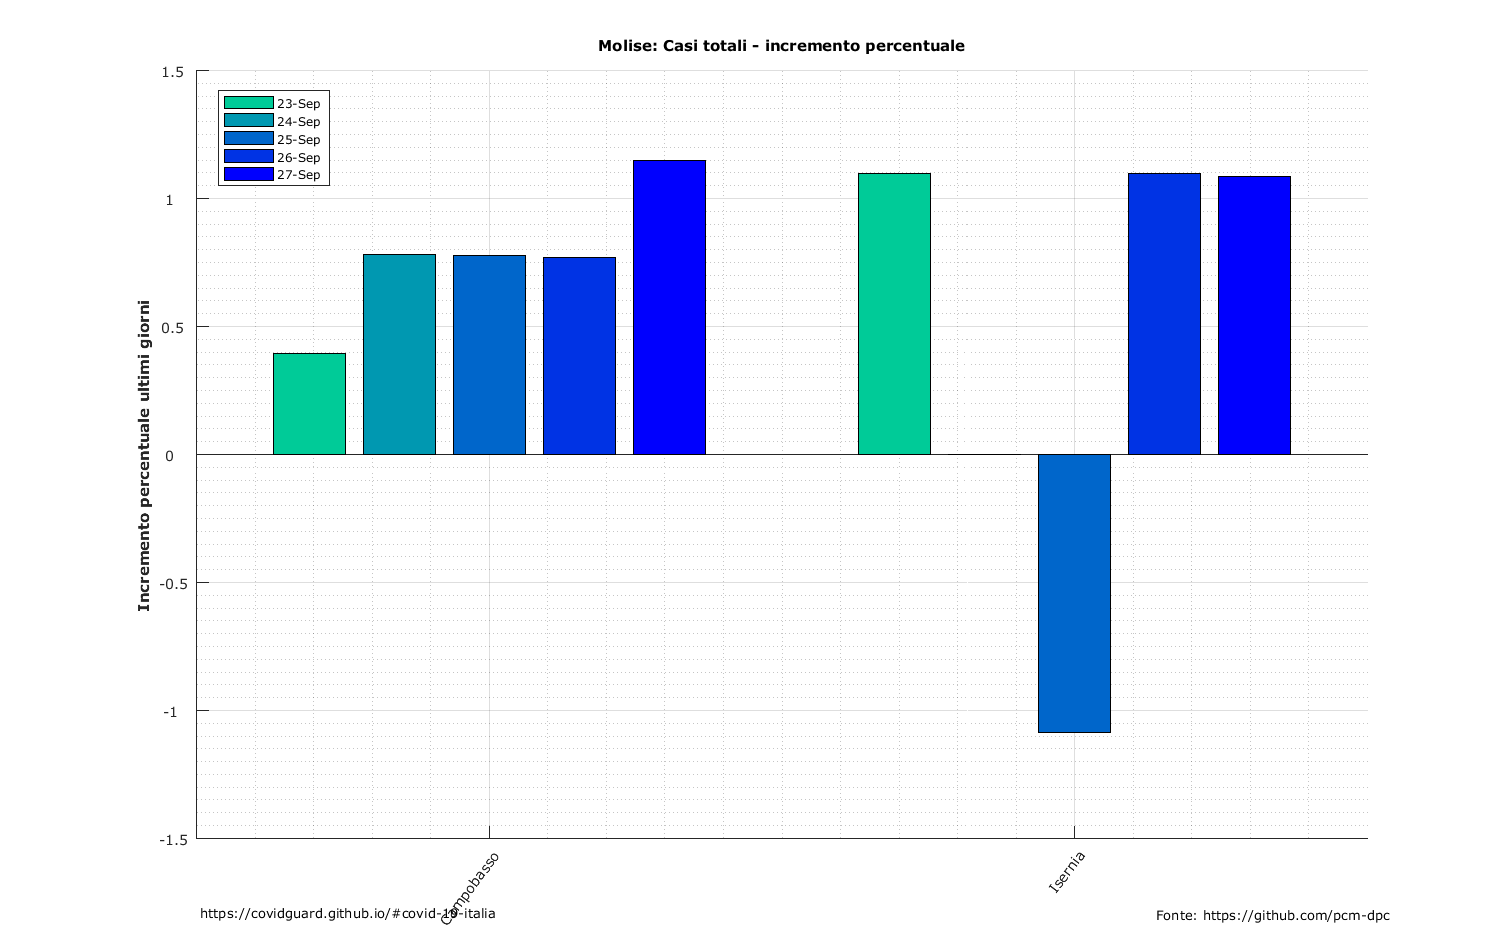 Molise: Casi totali - incremento percentuale
1.5
1
0.5
0
-0.5
-1
-1.5
Incremento percentuale ultimi giorni
23-Sep
24-Sep
25-Sep
26-Sep
27-Sep
Campobasso
Isernia
https://covidguard.github.io/#covid-19-italia
Fonte: https://github.com/pcm-dpc